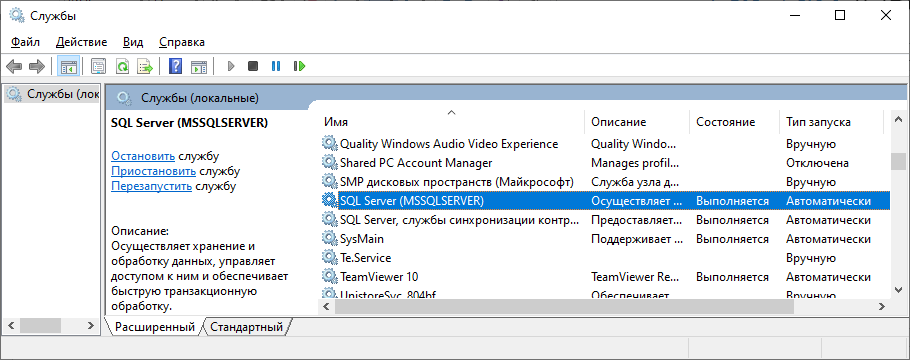 Службы
Файл Действие Вид Справка
Службы (лок
Службы (локальные)
SQL Server (MSSQLSERVER)
Остановить службу
Приостановить службу
Перезапустить службу
Описание:
Осуществляет хранение и
обработку данных, управляет
доступом к ним и обеспечивает
быструю транзакционную
обработку.
Имя Описание Состояние Тип запуска
Quality Windows Audio Video Experience Quality Windo... Вручную
Shared PC Account Manager Manages profil... Отключена
SMP дисковых пространств (Майкрософт) Служба узла д... Вручную
SQL Server (MSSQLSERVER) Осуществляет ... Выполняется Автоматически
SQL Server, службы синхронизации контр... Предоставляет... Выполняется Автоматически
SysMain Поддерживает ... Выполняется Автоматически
Te.Service Вручную
TeamViewer 10 TeamViewer Re... Выполняется Автоматически
UnistoreSvc_804bf Обеспечивает Вручную
Расширенный Стандартный